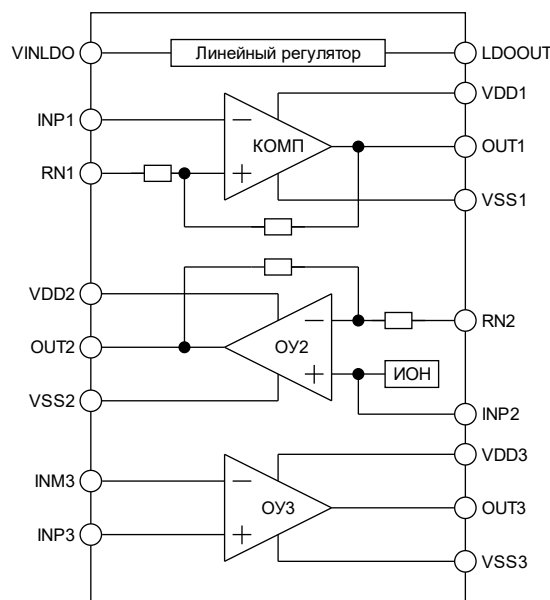 VINLDO Линейный регулятор LDOOUT
VDD1
INP1 − КОМП OUT1
RN1 +
VSS1
VDD2 − RN2
OUT2 ОУ2
+ ИОН
VSS2 INP2
VDD3
INM3 −
ОУ3 OUT3
INP3 +
VSS3